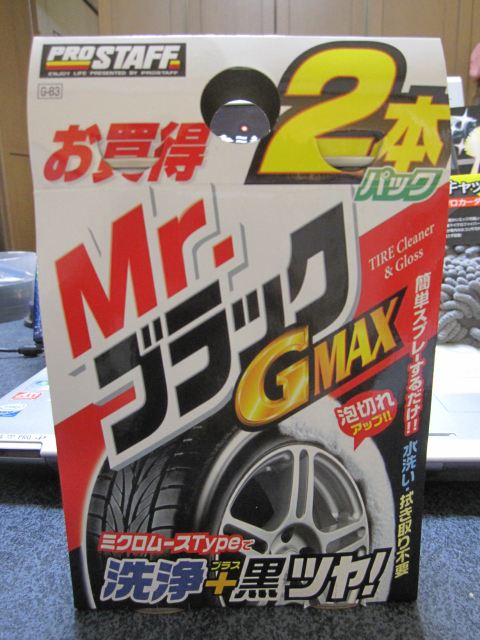 PROSTAFF
ENJOY LIFE PRESENTED BY PROSTAFF
G-63
お買得
2本
パック
Mr.
ブラック
G MAX
TIRE Cleaner
& Gloss
簡単スプレーするだけ!!
水洗い・拭き取り不要
泡切れ
アップ!!
ミクロムースTypeで
洗浄+プラス黒ツヤ!